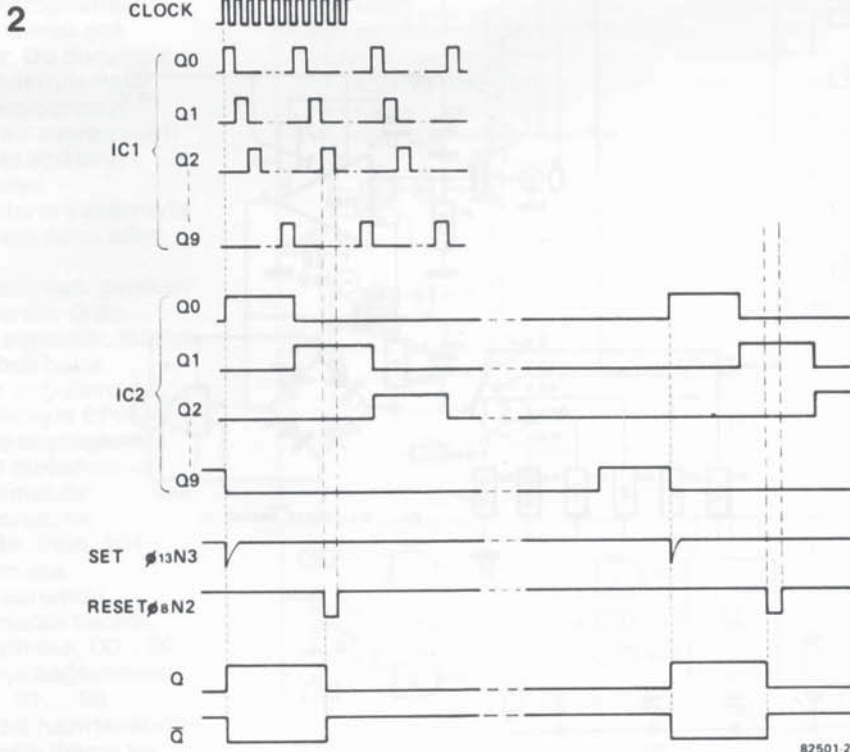 2
CLOCK
Q0
Q1
IC1
Q2
Q9
Q0
Q1
IC2
Q2
Q9
SET ø13N3
RESETø8N2
Q
Q̅
82501-2